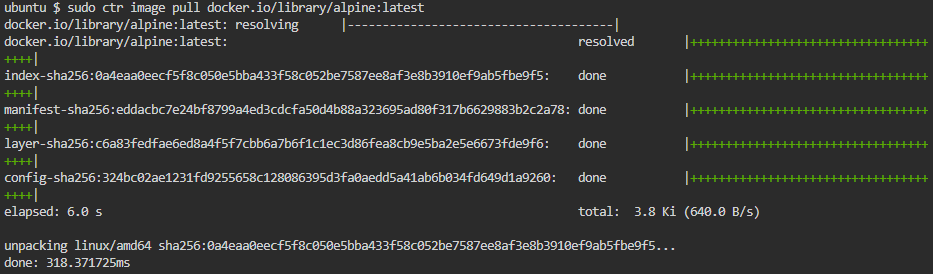 ubuntu $ sudo ctr image pull docker.io/library/alpine:latest
docker.io/library/alpine:latest: resolving      |--------------------------------------|
docker.io/library/alpine:latest:                                                  resolved       |++++++++++++++++++++++++++++++++++
++++|
index-sha256:0a4eaa0eecf5f8c050e5bba433f58c052be7587ee8af3e8b3910ef9ab5fbe9f5:    done           |++++++++++++++++++++++++++++++++++
++++|
manifest-sha256:eddacbc7e24bf8799a4ed3cdcfa50d4b88a323695ad80f317b6629883b2c2a78: done           |++++++++++++++++++++++++++++++++++
++++|
layer-sha256:c6a83fedfae6ed8a4f5f7cbb6a7b6f1c1ec3d86fea8cb9e5ba2e5e6673fde9f6:    done           |++++++++++++++++++++++++++++++++++
++++|
config-sha256:324bc02ae1231fd9255658c128086395d3fa0aedd5a41ab6b034fd649d1a9260:   done           |++++++++++++++++++++++++++++++++++
++++|
elapsed: 6.0 s                                                                    total:  3.8 Ki (640.0 B/s)
unpacking linux/amd64 sha256:0a4eaa0eecf5f8c050e5bba433f58c052be7587ee8af3e8b3910ef9ab5fbe9f5...
done: 318.371725ms